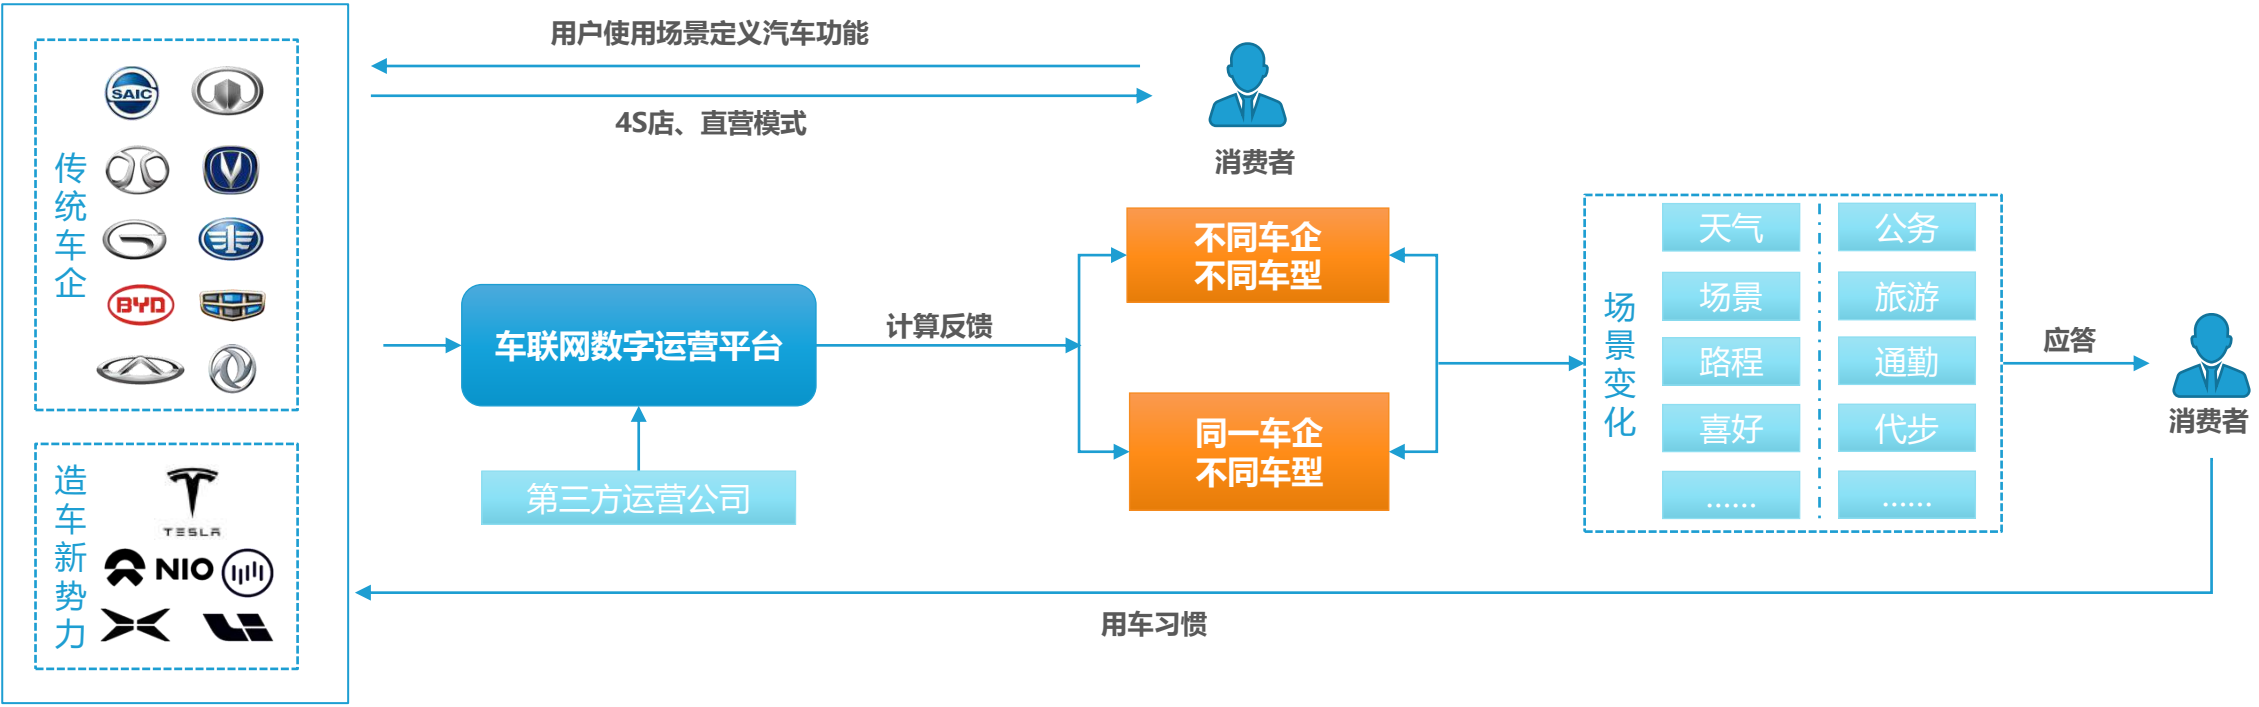 传统车企
SAIC
BYD
造车新势力
TESLA
NIO
用户使用场景定义汽车功能
4S店、直营模式
消费者
车联网数字运营平台
第三方运营公司
计算反馈
不同车企
不同车型
同一车企
不同车型
场景变化
天气
公务
场景
旅游
路程
通勤
喜好
代步
......
......
应答
消费者
用车习惯